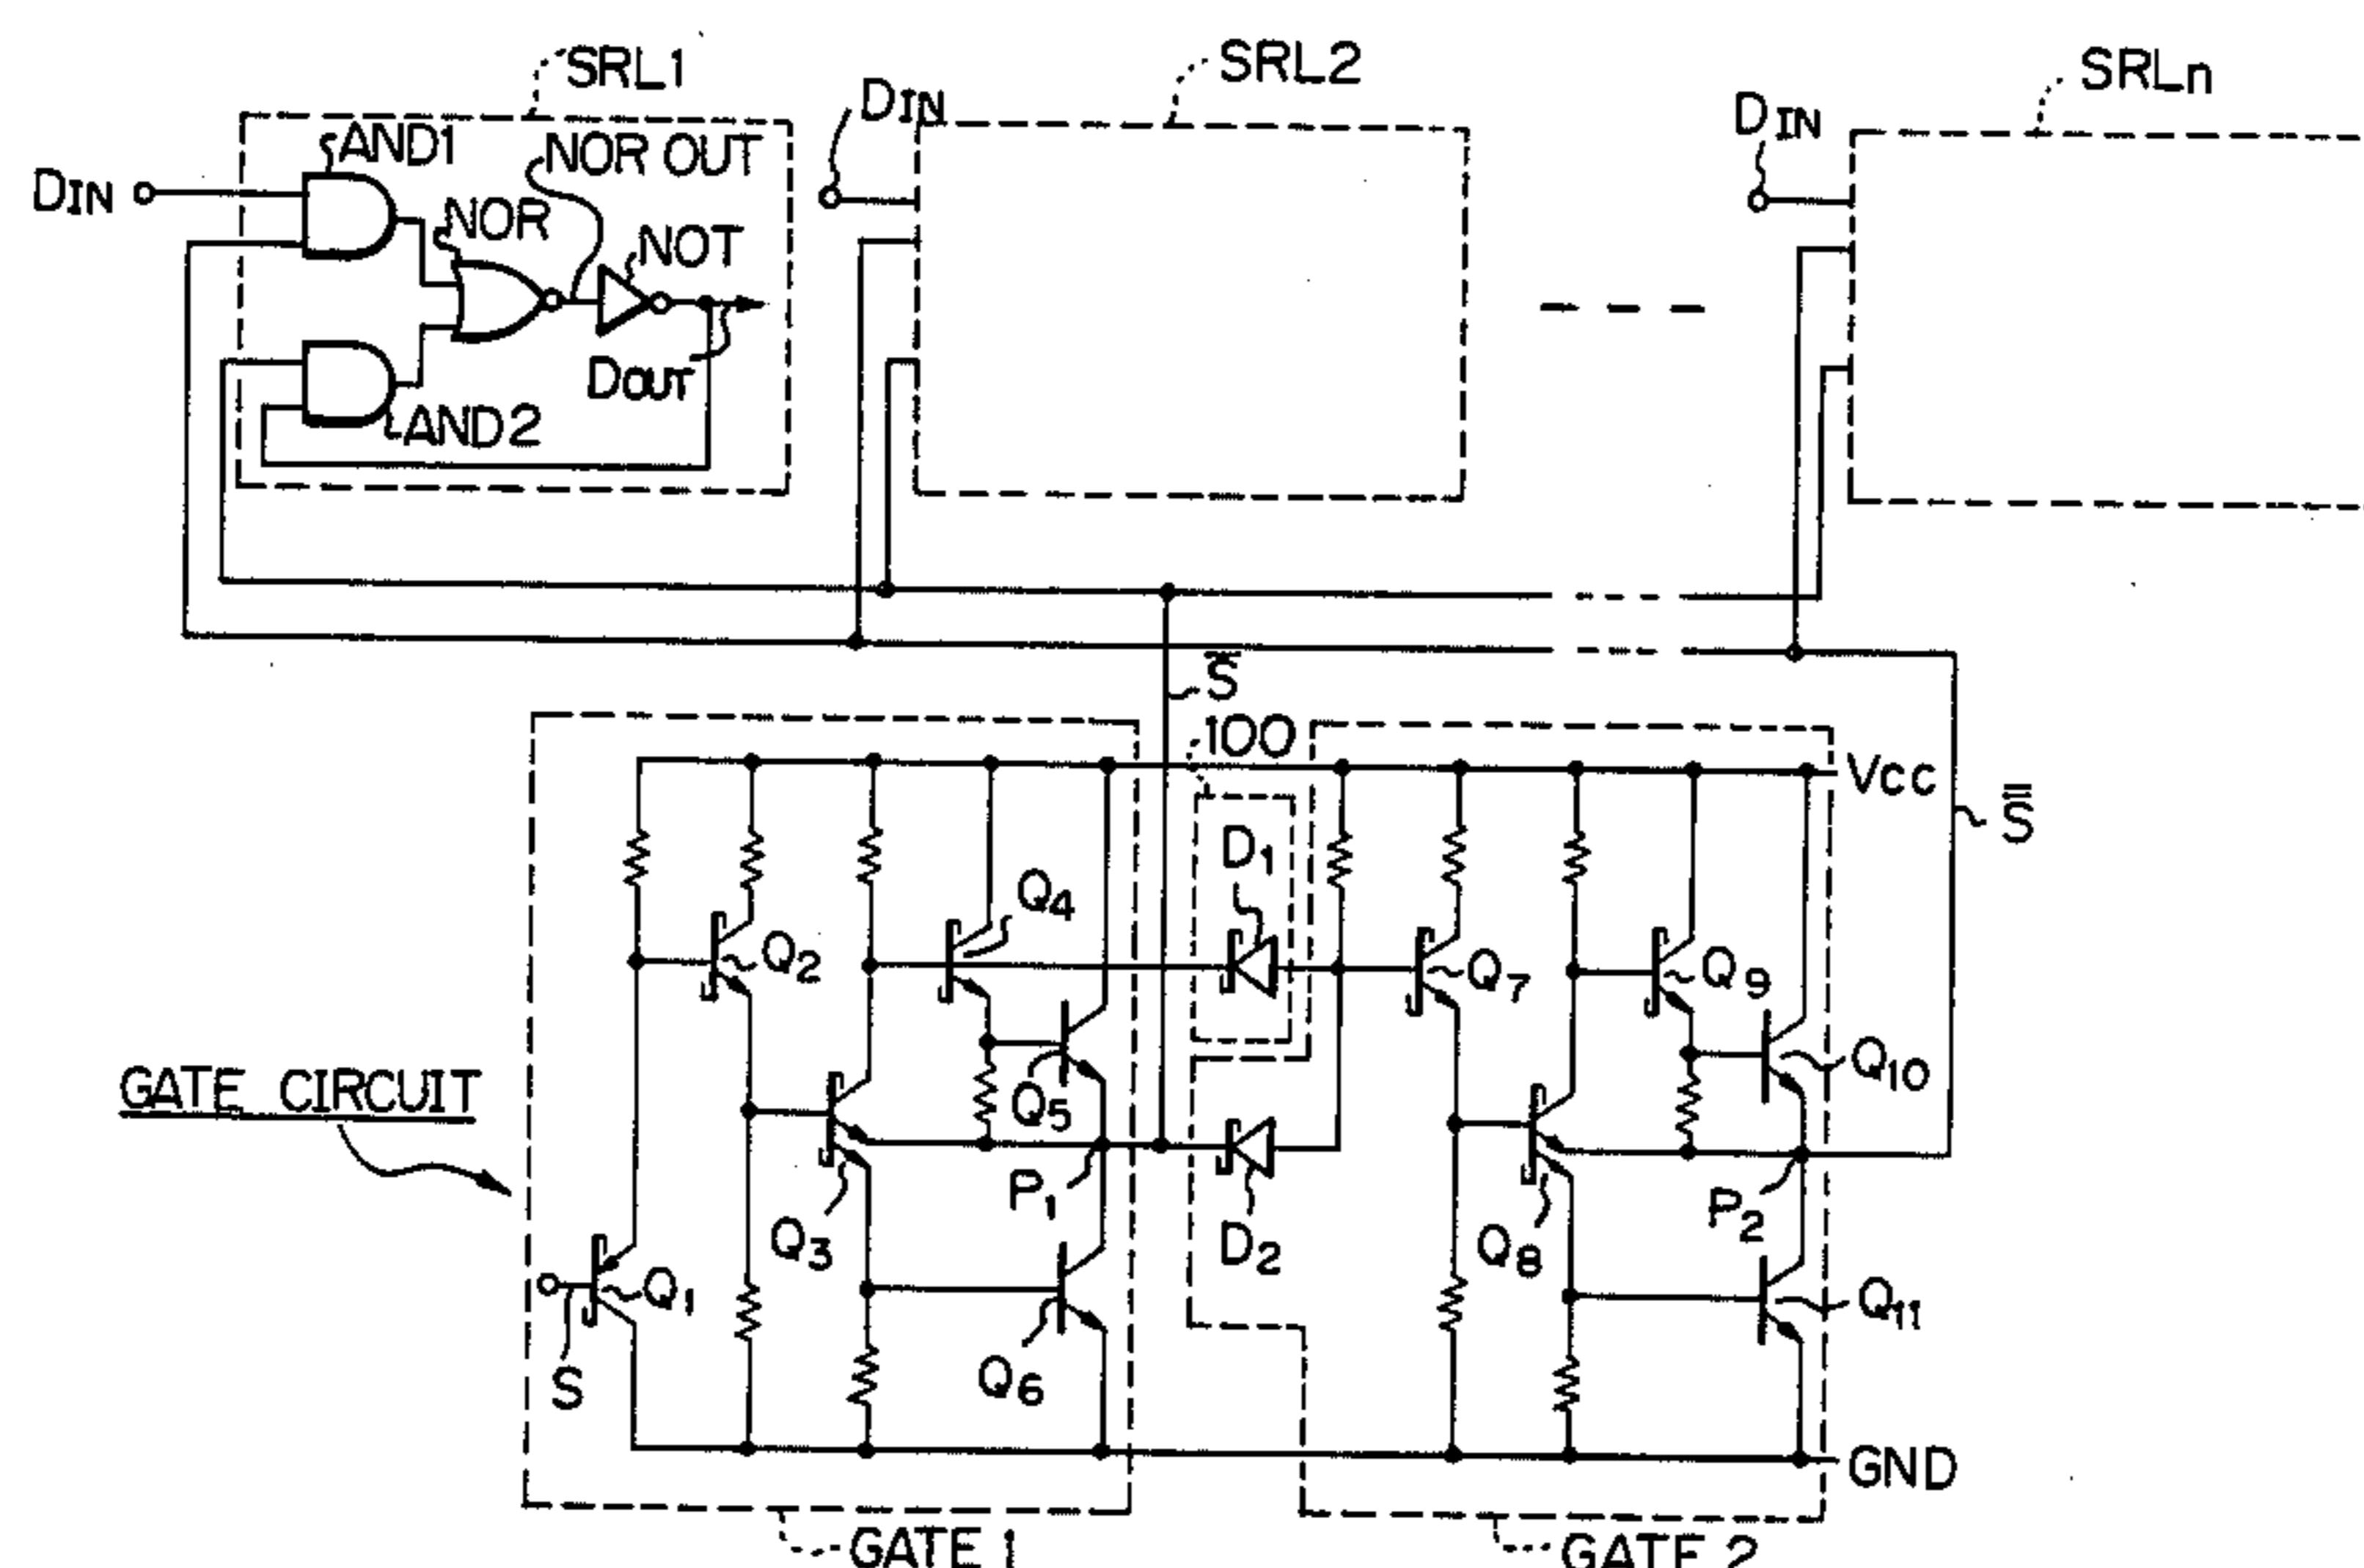 SRL1
SRL2
SRLn
DIN
DIN
DIN
AND1
NOR OUT
NOR
NOT
DOUT
AND2
S̅
100
VCC
S̿
D1
Q4
Q2
Q7
Q9
Q10
GATE CIRCUIT
Q5
P1
P2
Q3
D2
Q8
Q1
Q11
S
Q6
GND
GATE 1
GATE 2